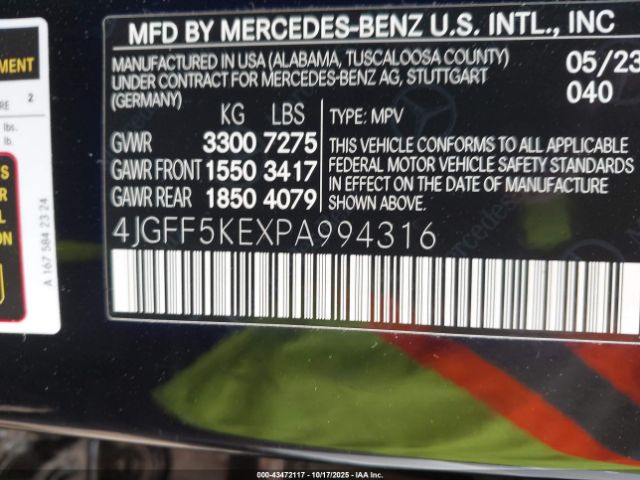 MFD BY MERCEDES-BENZ U.S. INTL., INC
MANUFACTURED IN USA (ALABAMA, TUSCALOOSA COUNTY)
UNDER CONTRACT FOR MERCEDES-BENZ AG, STUTTGART
(GERMANY)
05/23
040
KG LBS
GVWR 3300 7275
GAWR FRONT 1550 3417
GAWR REAR 1850 4079
TYPE: MPV
THIS VEHICLE CONFORMS TO ALL APPLICABLE
FEDERAL MOTOR VEHICLE SAFETY STANDARDS
IN EFFECT ON THE DATE OF MANUFACTURE
SHOWN ABOVE.
4JGFF5KEXPA994316
2
lbs.
lb.
A 167 584 23 24
000-43472117 - 10/17/2025 - IAA Inc.